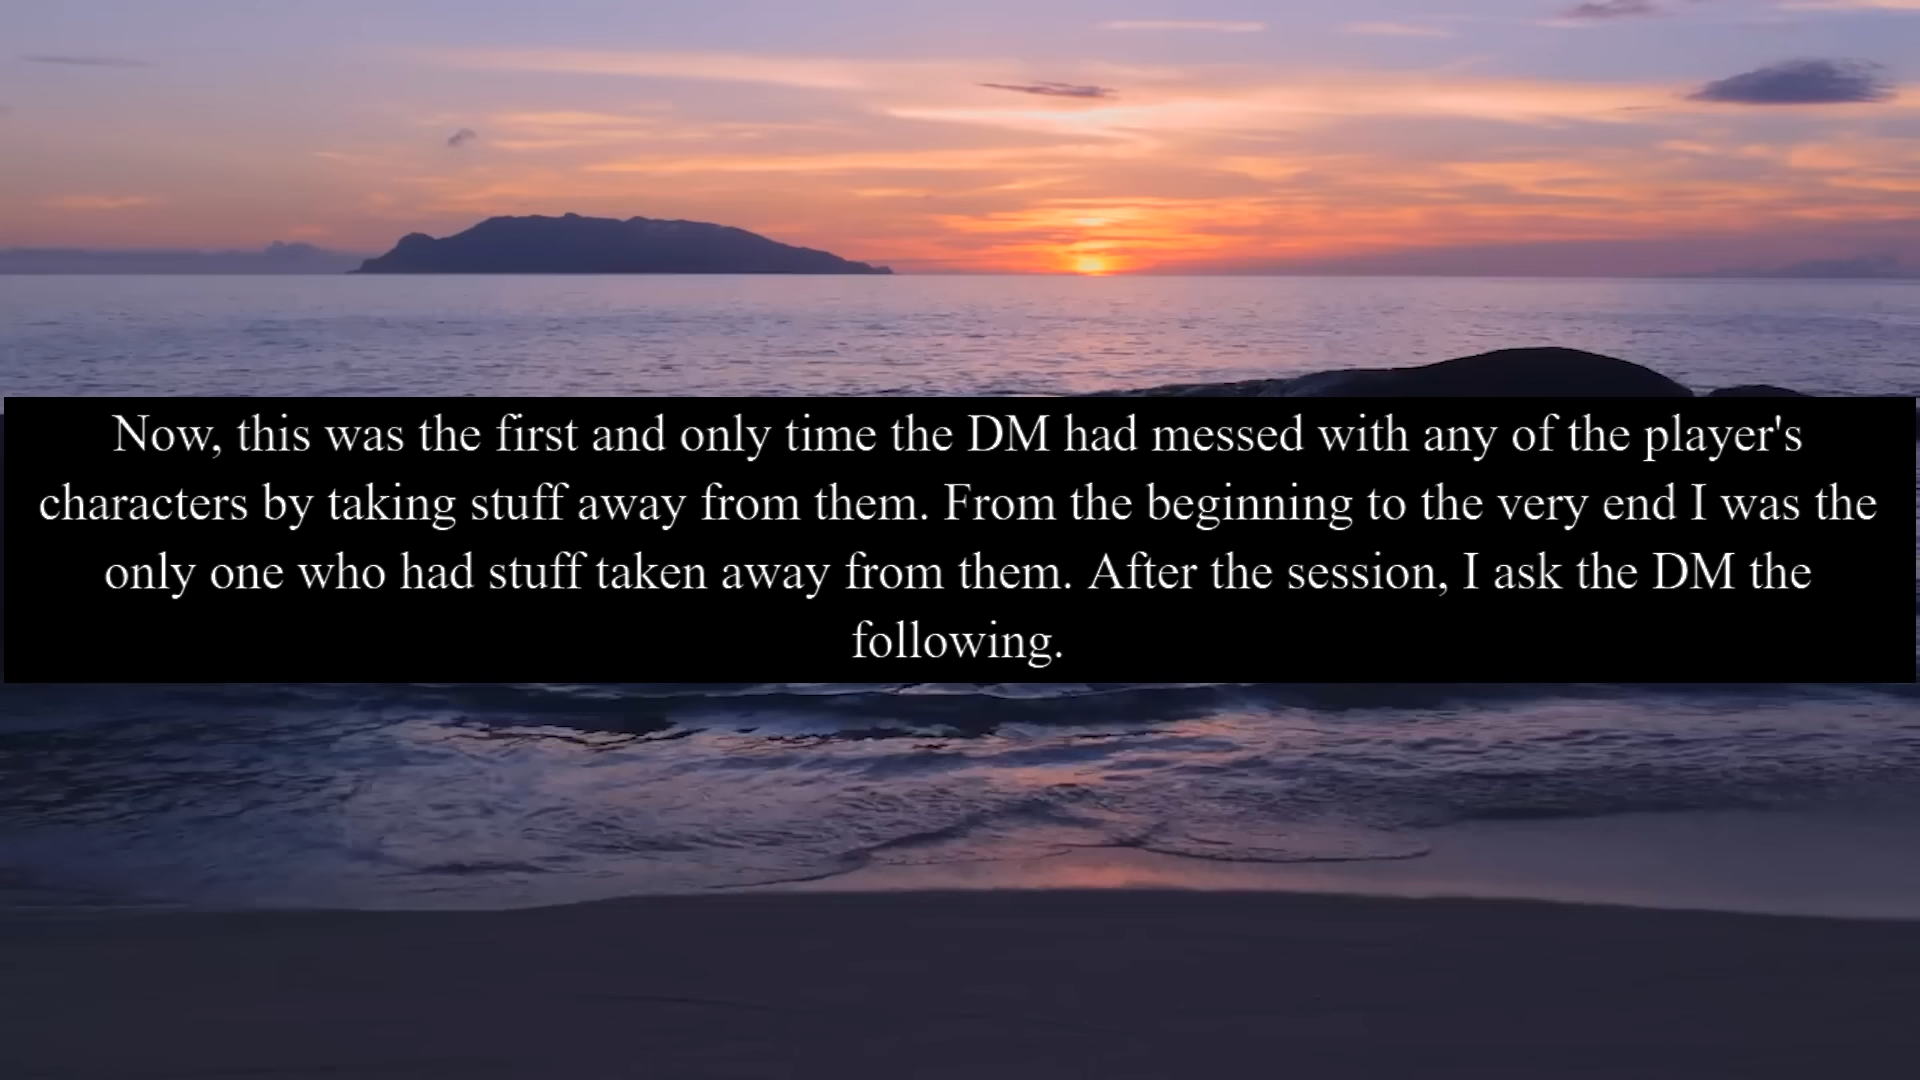 Now, this was the first and only time the DM had messed with any of the player's
characters by taking stuff away from them. From the beginning to the very end I was the
only one who had stuff taken away from them. After the session, I ask the DM the
following.